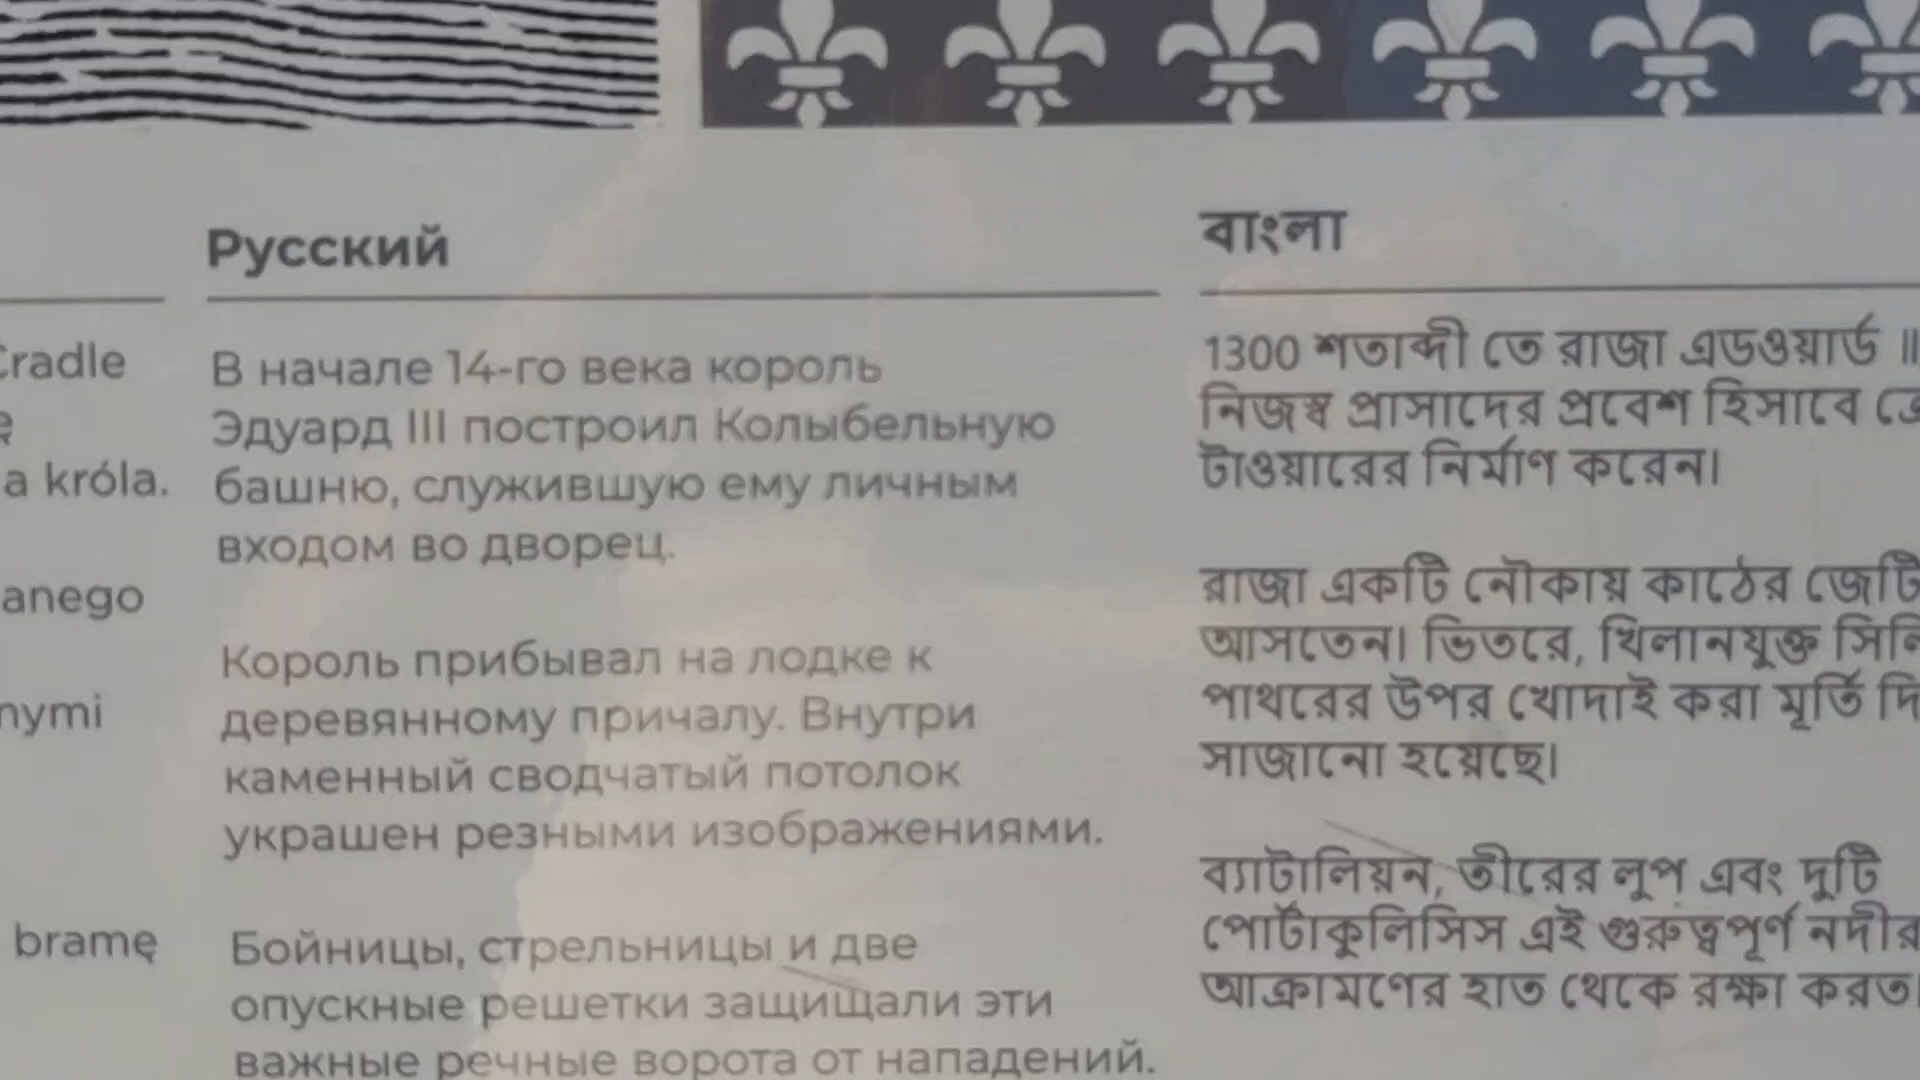 Cradle
ę
a króla.
anego
nymi
bramę
Русский
В начале 14-го века король
Эдуард III построил Колыбельную
башню, служившую ему личным
входом во дворец.
Король прибывал на лодке к
деревянному причалу. Внутри
каменный сводчатый потолок
украшен резными изображениями.
Бойницы, стрельницы и две
опускные решетки защищали эти
важные речные ворота от нападений.
বাংলা
1300 শতাব্দী তে রাজা এডওয়ার্ড
নিজস্ব প্রাসাদের প্রবেশ হিসাবে
টাওয়ারের নির্মাণ করেন।
রাজা একটি নৌকায় কাঠের জেটি
আসতেন। ভিতরে, খিলানযুক্ত
পাথরের উপর খোদাই করা মূর্তি দি
সাজানো হয়েছে।
ব্যাটালিয়ন, তীরের লুপ এবং দুটি
পোর্টাকুলিসিস এই গুরুত্বপূর্ণ নদীর
আক্রামণের হাত থেকে রক্ষা করত।